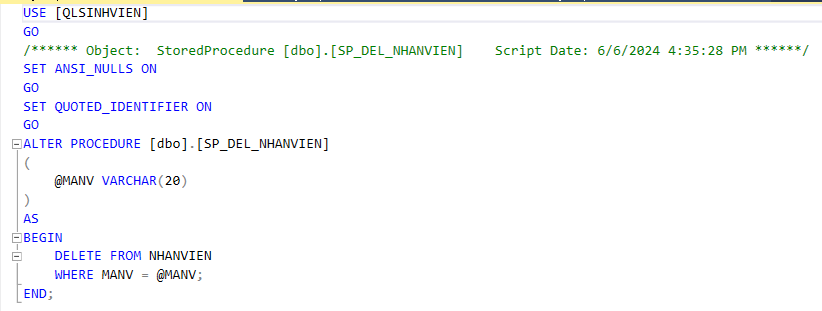 USE [QLSINHVIEN]
GO
/****** Object:  StoredProcedure [dbo].[SP_DEL_NHANVIEN]    Script Date: 6/6/2024 4:35:28 PM ******/
SET ANSI_NULLS ON
GO
SET QUOTED_IDENTIFIER ON
GO
ALTER PROCEDURE [dbo].[SP_DEL_NHANVIEN]
(
    @MANV VARCHAR(20)
)
AS
BEGIN
    DELETE FROM NHANVIEN
    WHERE MANV = @MANV;
END;